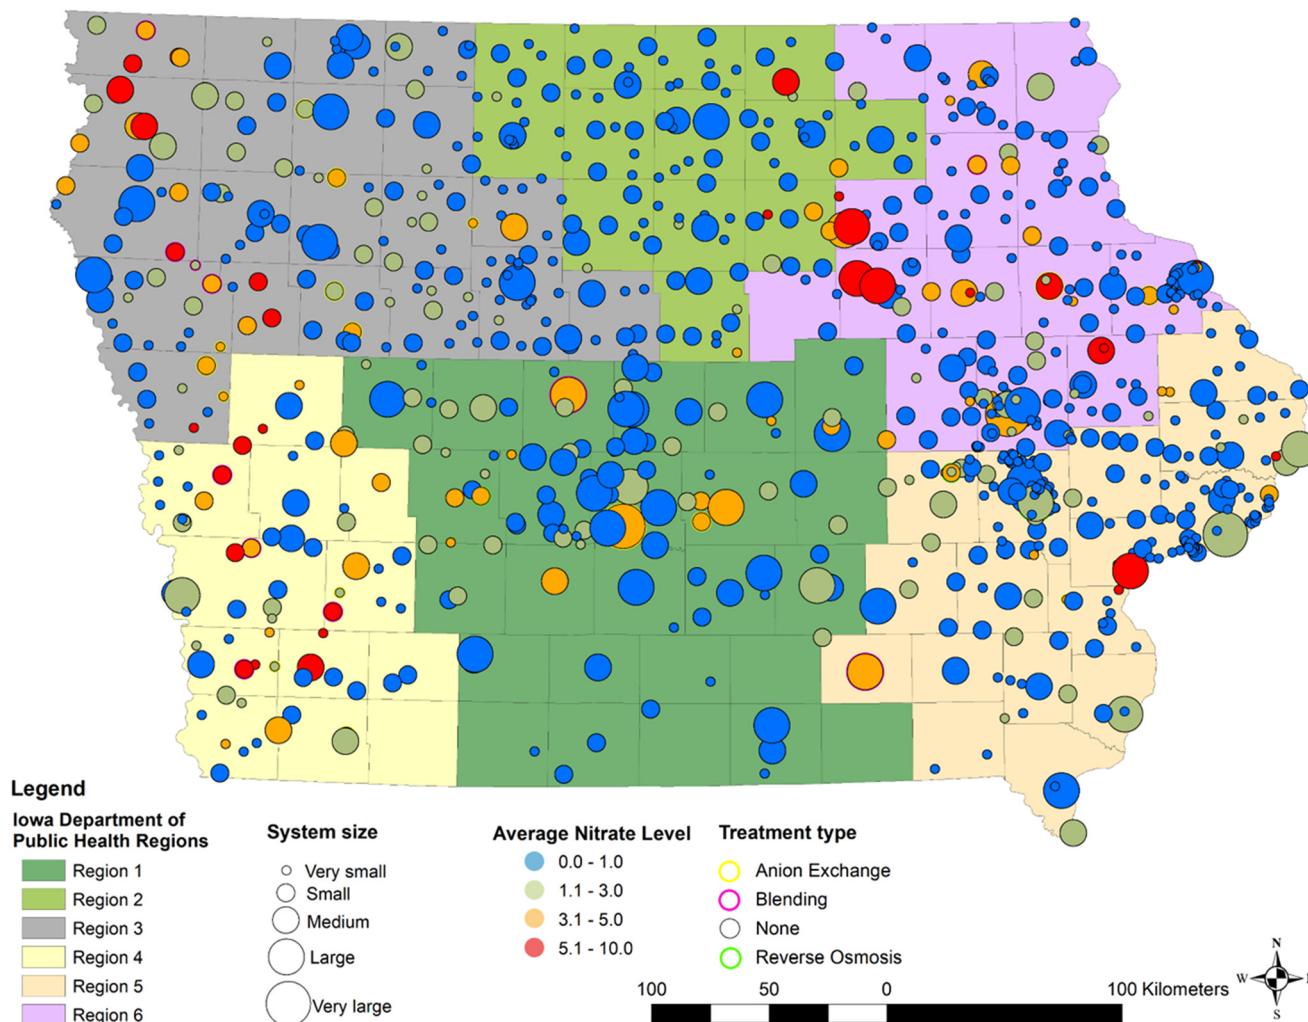 Legend
Iowa Department of
Public Health Regions
Region 1
Region 2
Region 3
Region 4
Region 5
Region 6
System size
Very small
Small
Medium
Large
Very large
Average Nitrate Level
0.0 - 1.0
1.1 - 3.0
3.1 - 5.0
5.1 - 10.0
Treatment type
Anion Exchange
Blending
None
Reverse Osmosis
100 50 0 100 Kilometers
N
W
S